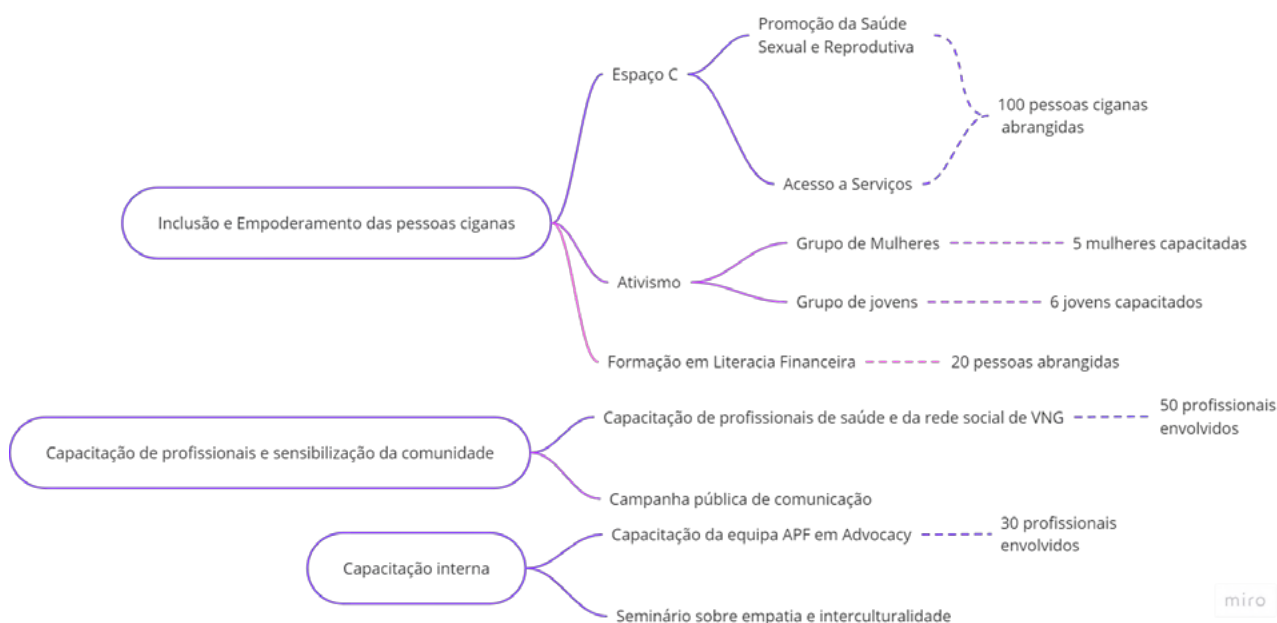 Inclusão e Empoderamento das pessoas ciganas
Espaço C
Promoção da Saúde
Sexual e Reprodutiva
Acesso a Serviços
100 pessoas ciganas
abrangidas
Ativismo
Grupo de Mulheres
5 mulheres capacitadas
Grupo de jovens
6 jovens capacitados
Formação em Literacia Financeira
20 pessoas abrangidas
Capacitação de profissionais e sensibilização da comunidade
Capacitação de profissionais de saúde e da rede social de VNG
50 profissionais
envolvidos
Campanha pública de comunicação
Capacitação interna
Capacitação da equipa APF em Advocacy
30 profissionais
envolvidos
Seminário sobre empatia e interculturalidade
miro